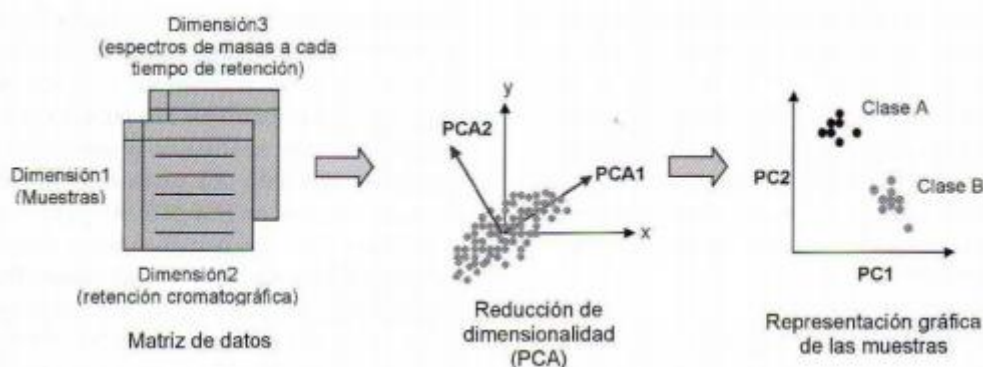 Dimensión3
(espectros de masas a cada
tiempo de retención)
Dimensión1
(Muestras)
Dimensión2
(retención cromatográfica)
Matriz de datos
y
PCA2
PCA1
x
Reducción de
dimensionalidad
(PCA)
Clase A
PC2
Clase B
PC1
Representación gráfica
de las muestras